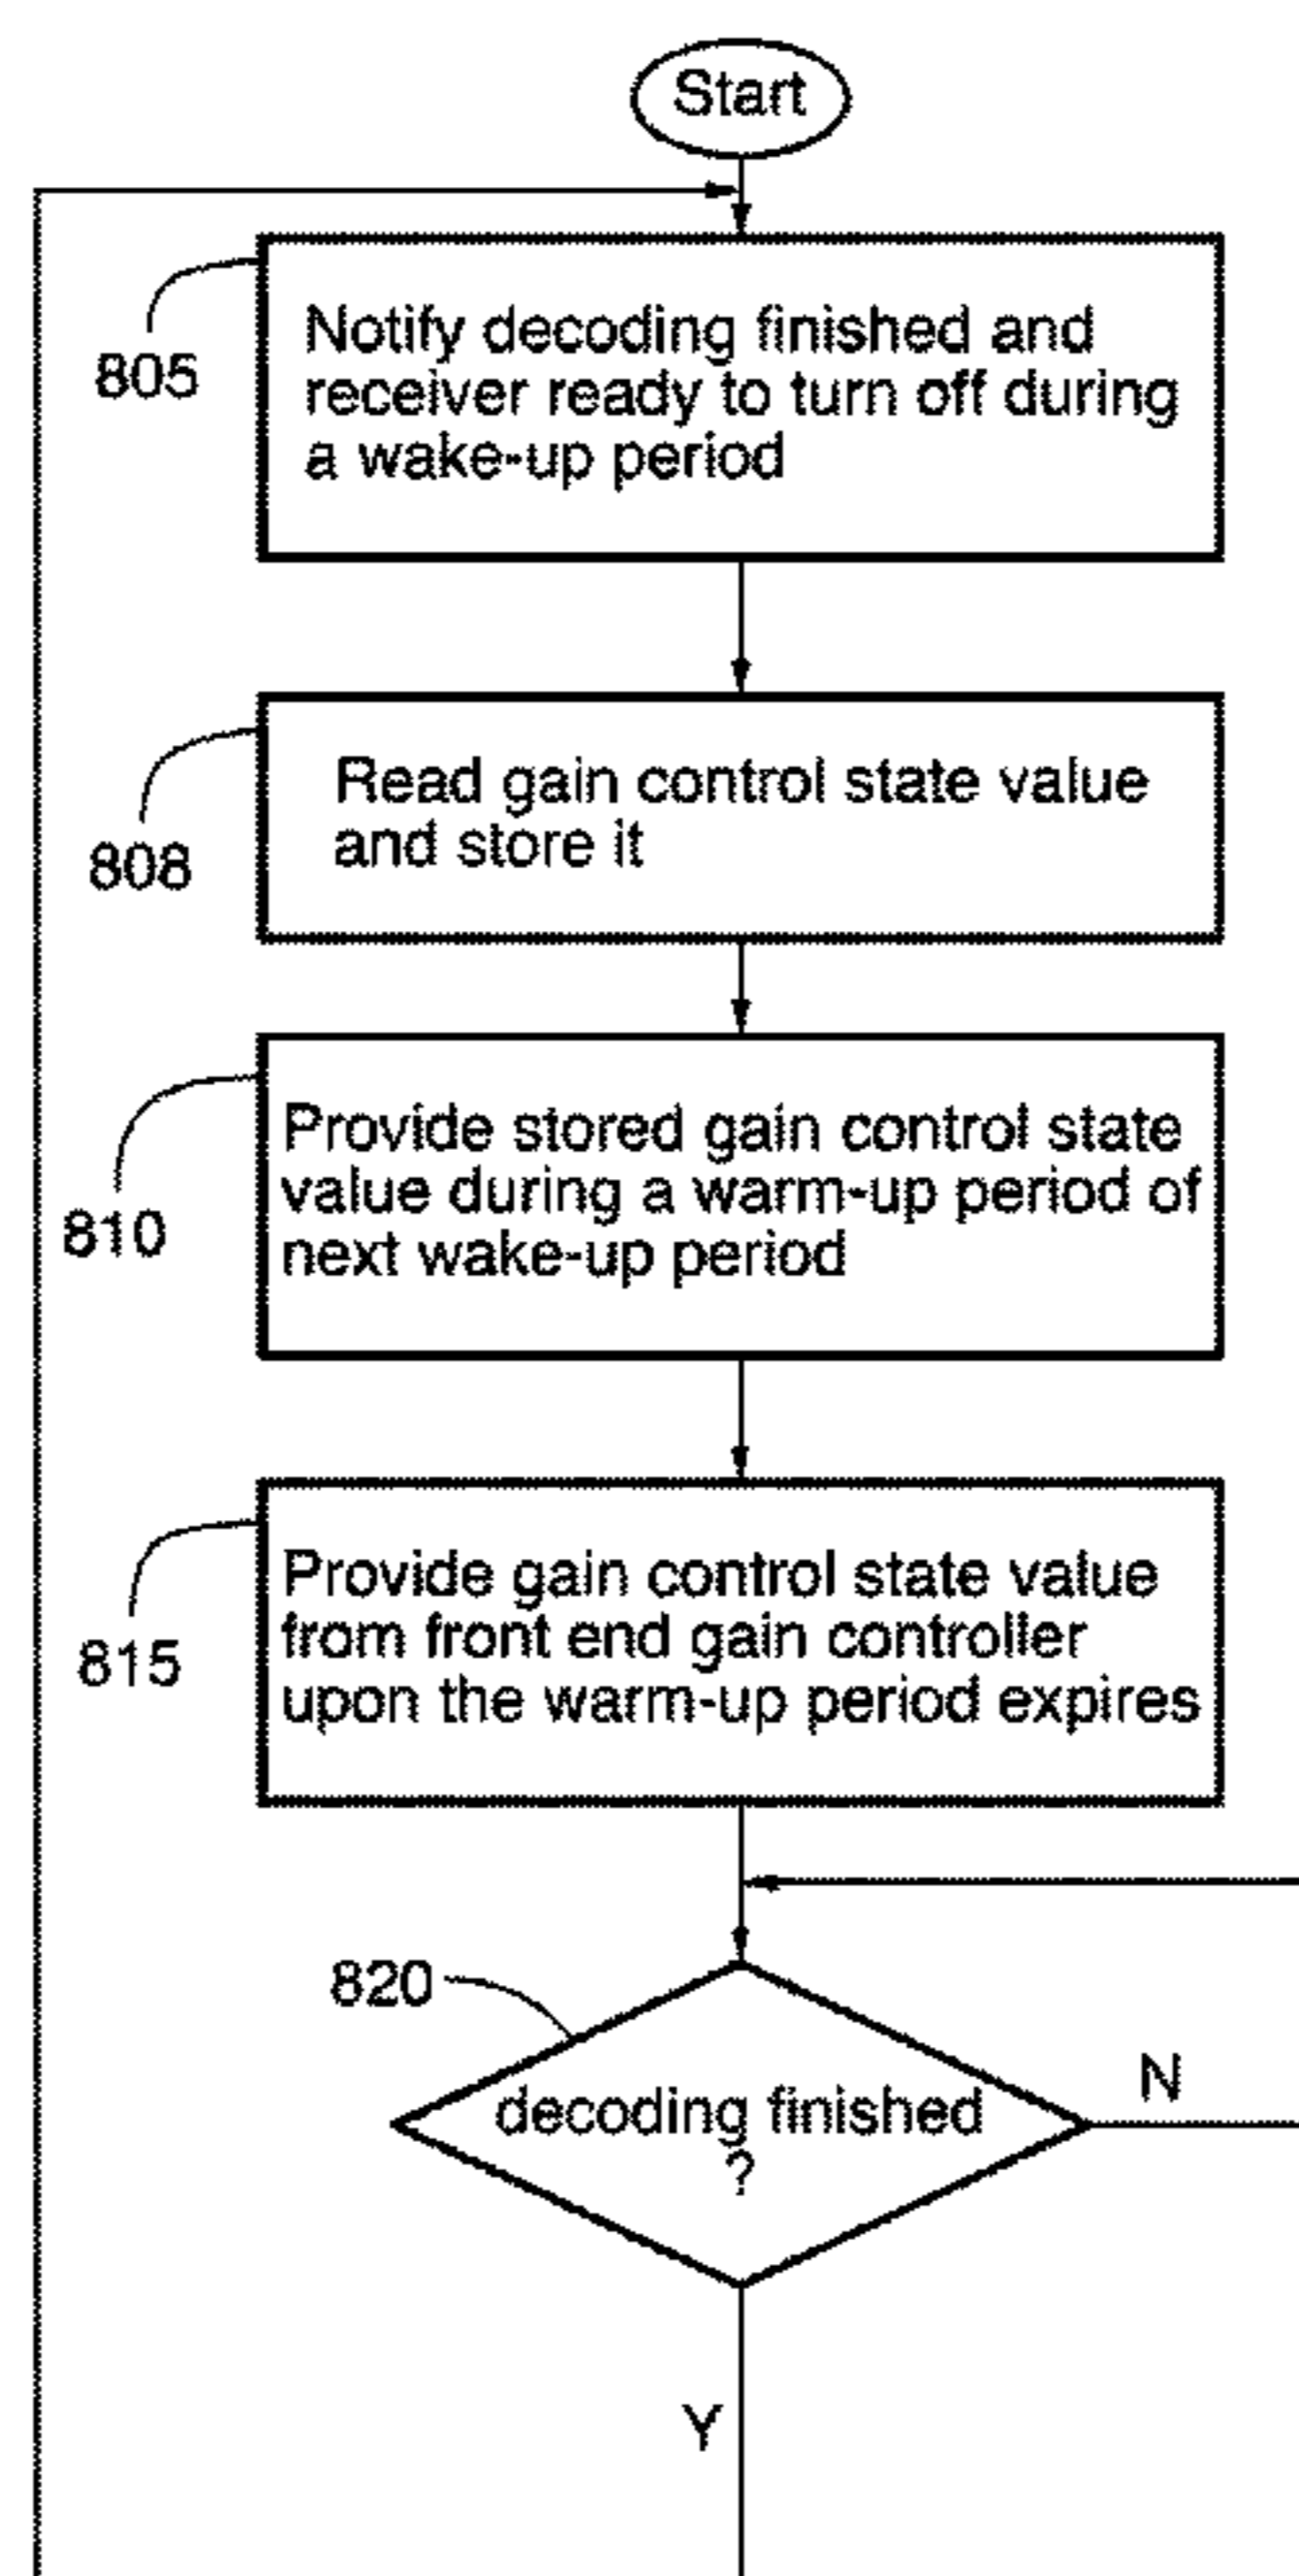 Start
805
Notify decoding finished and
receiver ready to turn off during
a wake-up period
808
Read gain control state value
and store it
810
Provide stored gain control state
value during a warm-up period of
next wake-up period
815
Provide gain control state value
from front end gain controller
upon the warm-up period expires
820
decoding finished
?
N
Y